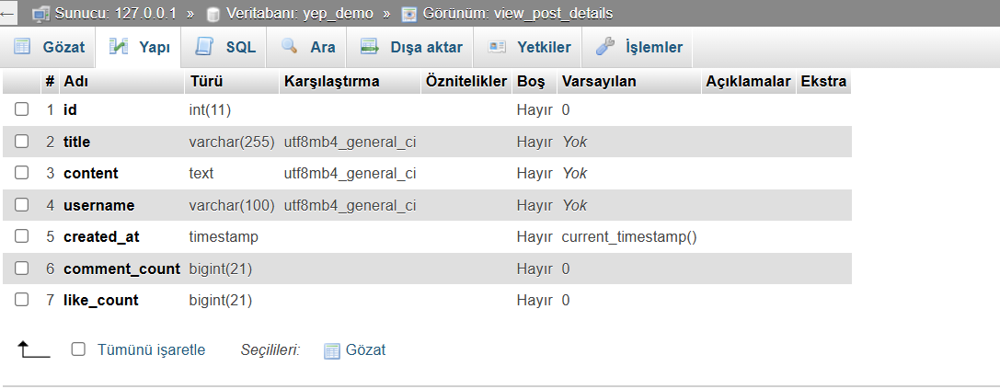 ← Sunucu: 127.0.0.1 » Veritabanı: yep_demo » Görünüm: view_post_details
Gözat Yapı SQL Ara Dışa aktar Yetkiler İşlemler
# Adı Türü Karşılaştırma Öznitelikler Boş Varsayılan Açıklamalar Ekstra
1 id int(11) Hayır 0
2 title varchar(255) utf8mb4_general_ci Hayır Yok
3 content text utf8mb4_general_ci Hayır Yok
4 username varchar(100) utf8mb4_general_ci Hayır Yok
5 created_at timestamp Hayır current_timestamp()
6 comment_count bigint(21) Hayır 0
7 like_count bigint(21) Hayır 0
Tümünü işaretle Seçilileri: Gözat